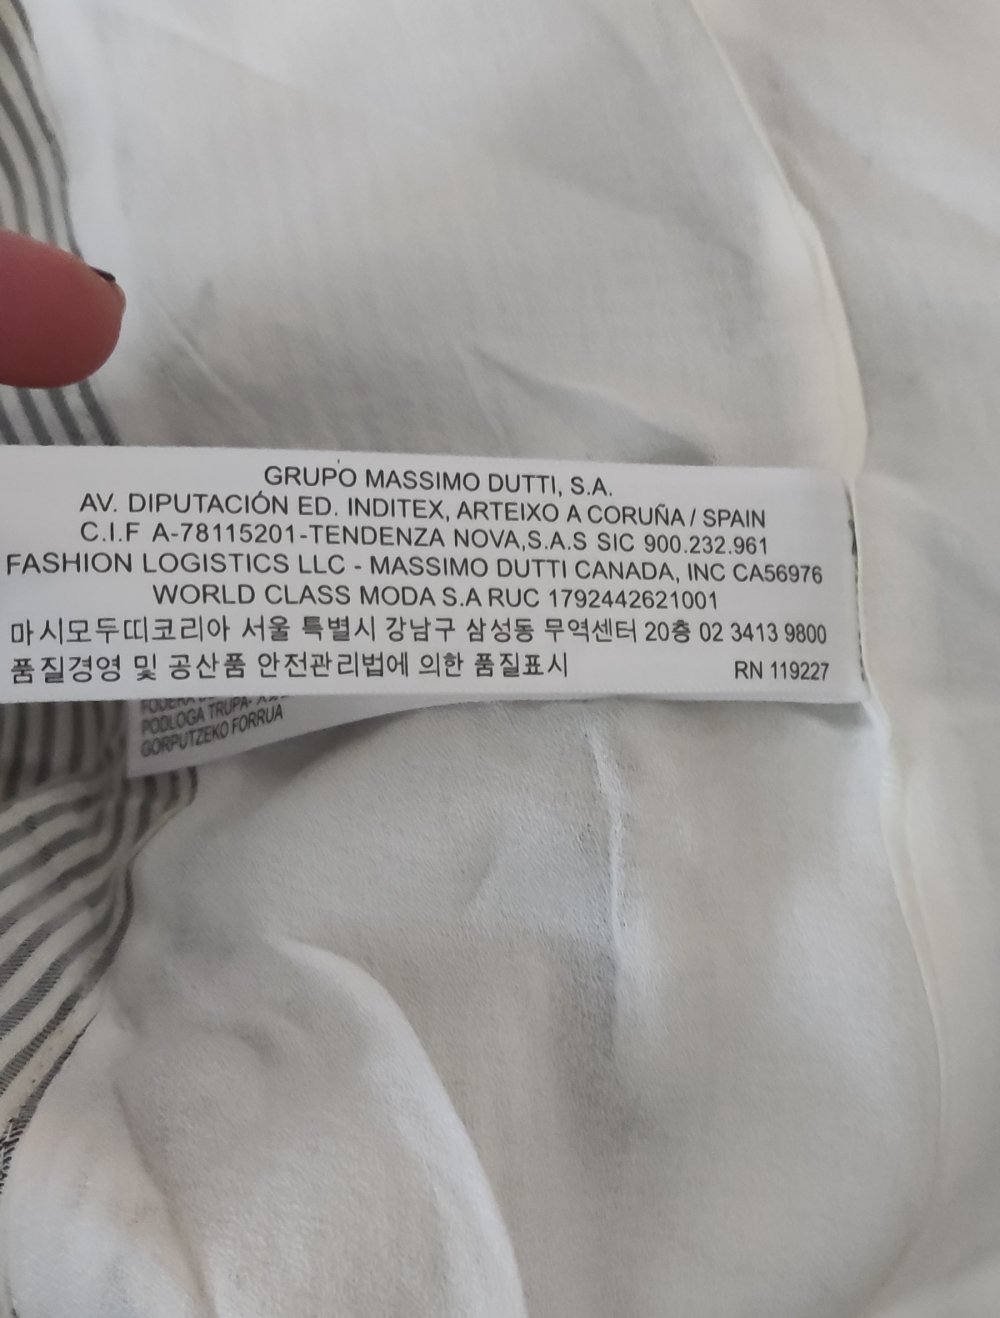 GRUPO MASSIMO DUTTI, S.A.
AV. DIPUTACIÓN ED. INDITEX, ARTEIXO A CORUÑA / SPAIN
C.I.F A-78115201-TENDENZA NOVA,S.A.S SIC 900.232.961
FASHION LOGISTICS LLC - MASSIMO DUTTI CANADA, INC CA56976
WORLD CLASS MODA S.A RUC 1792442621001
마시모두띠코리아 서울 특별시 강남구 삼성동 무역센터 20층 02 3413 9800
품질경영 및 공산품 안전관리법에 의한 품질표시 RN 119227
PODLOGA TRUPA-
GORPUTZEKO FORRUA